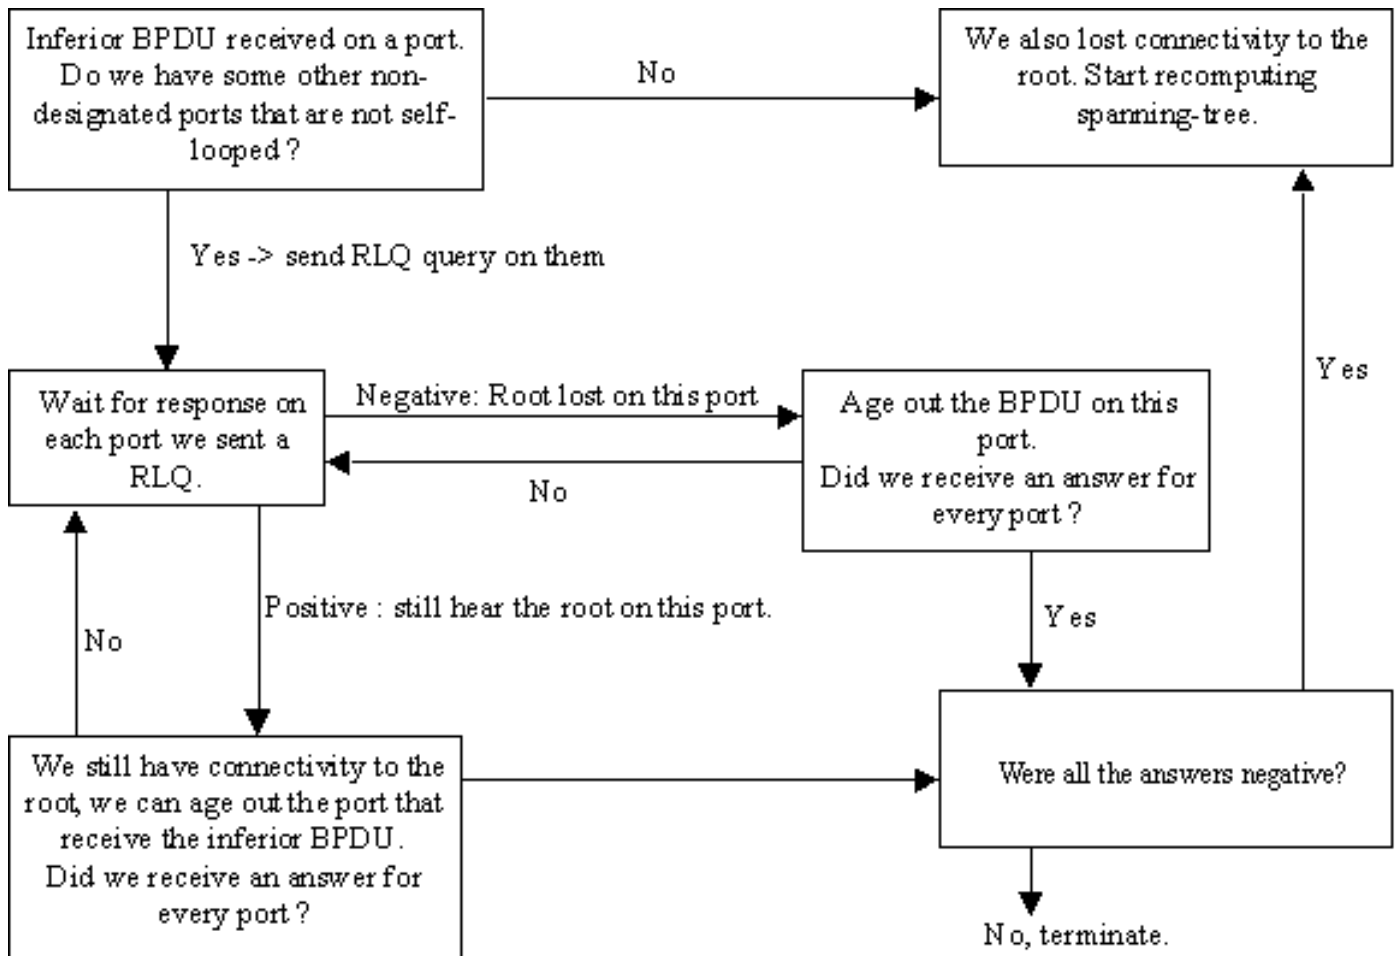 Inferior BPDU received on a port.
Do we have some other non-
designated ports that are not self-
looped ?
No
We also lost connectivity to the
root. Start recomputing
spanning-tree.
Yes -> send RLQ query on them
Yes
Wait for response on
each port we sent a
RLQ.
Negative: Root lost on this port
No
Age out the BPDU on this
port.
Did we receive an answer for
every port ?
No
Positive : still hear the root on this port.
Yes
We still have connectivity to the
root, we can age out the port that
receive the inferior BPDU.
Did we receive an answer for
every port ?
Were all the answers negative?
No, terminate.